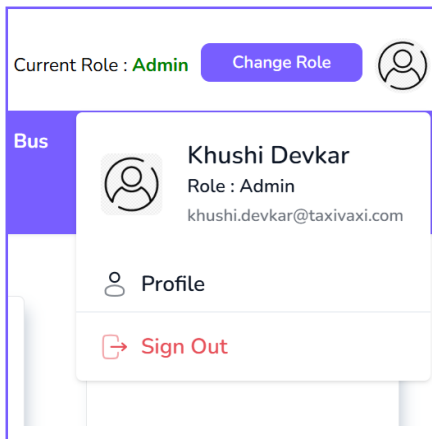 Current Role : Admin Change Role
Bus
Khushi Devkar
Role : Admin
khushi.devkar@taxivaxi.com
Profile
Sign Out